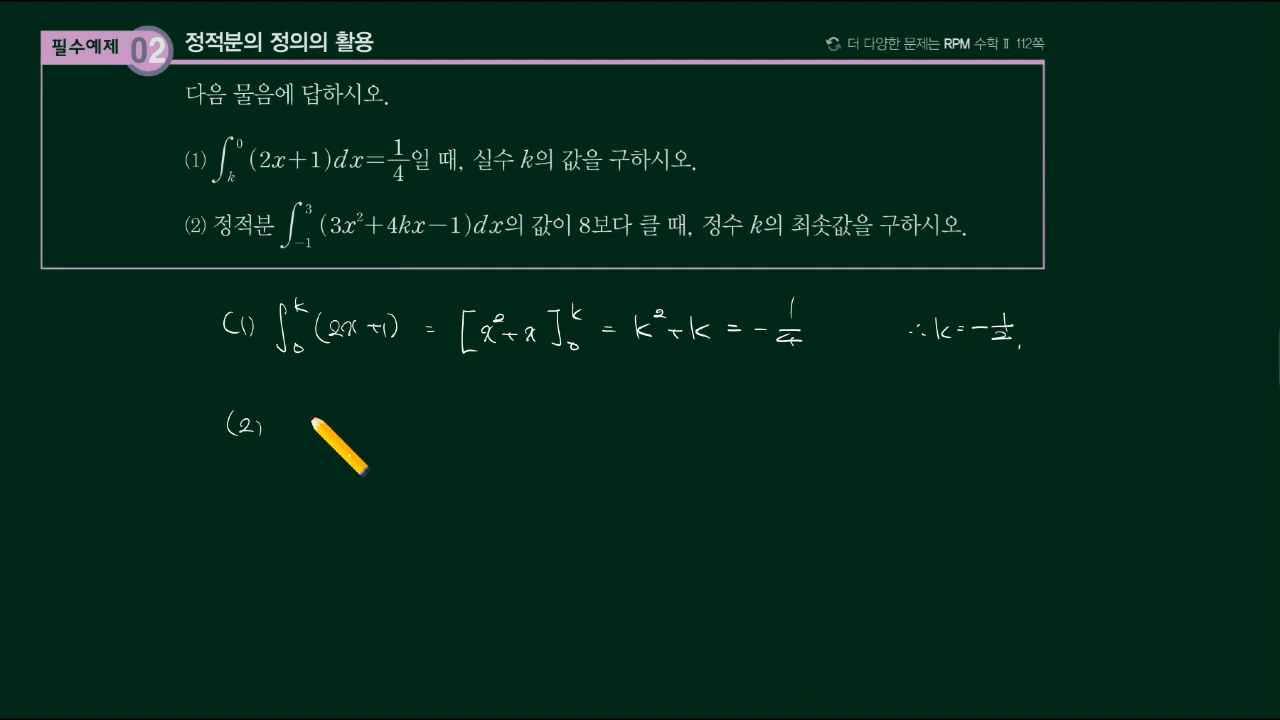 필수예제 02 정적분의 정의의 활용 더 다양한 문제는 RPM 수학 Ⅱ 112쪽
다음 물음에 답하시오.
(1) ∫_k^0 (2x+1)dx=1/4일 때, 실수 k의 값을 구하시오.
(2) 정적분 ∫_{-1}^3 (3x²+4kx-1)dx의 값이 8보다 클 때, 정수 k의 최솟값을 구하시오.
(1) ∫_0^k (2x+1) = [x²+x]_0^k = k²+k = -1/4 ∴ k=-1/2.
(2)